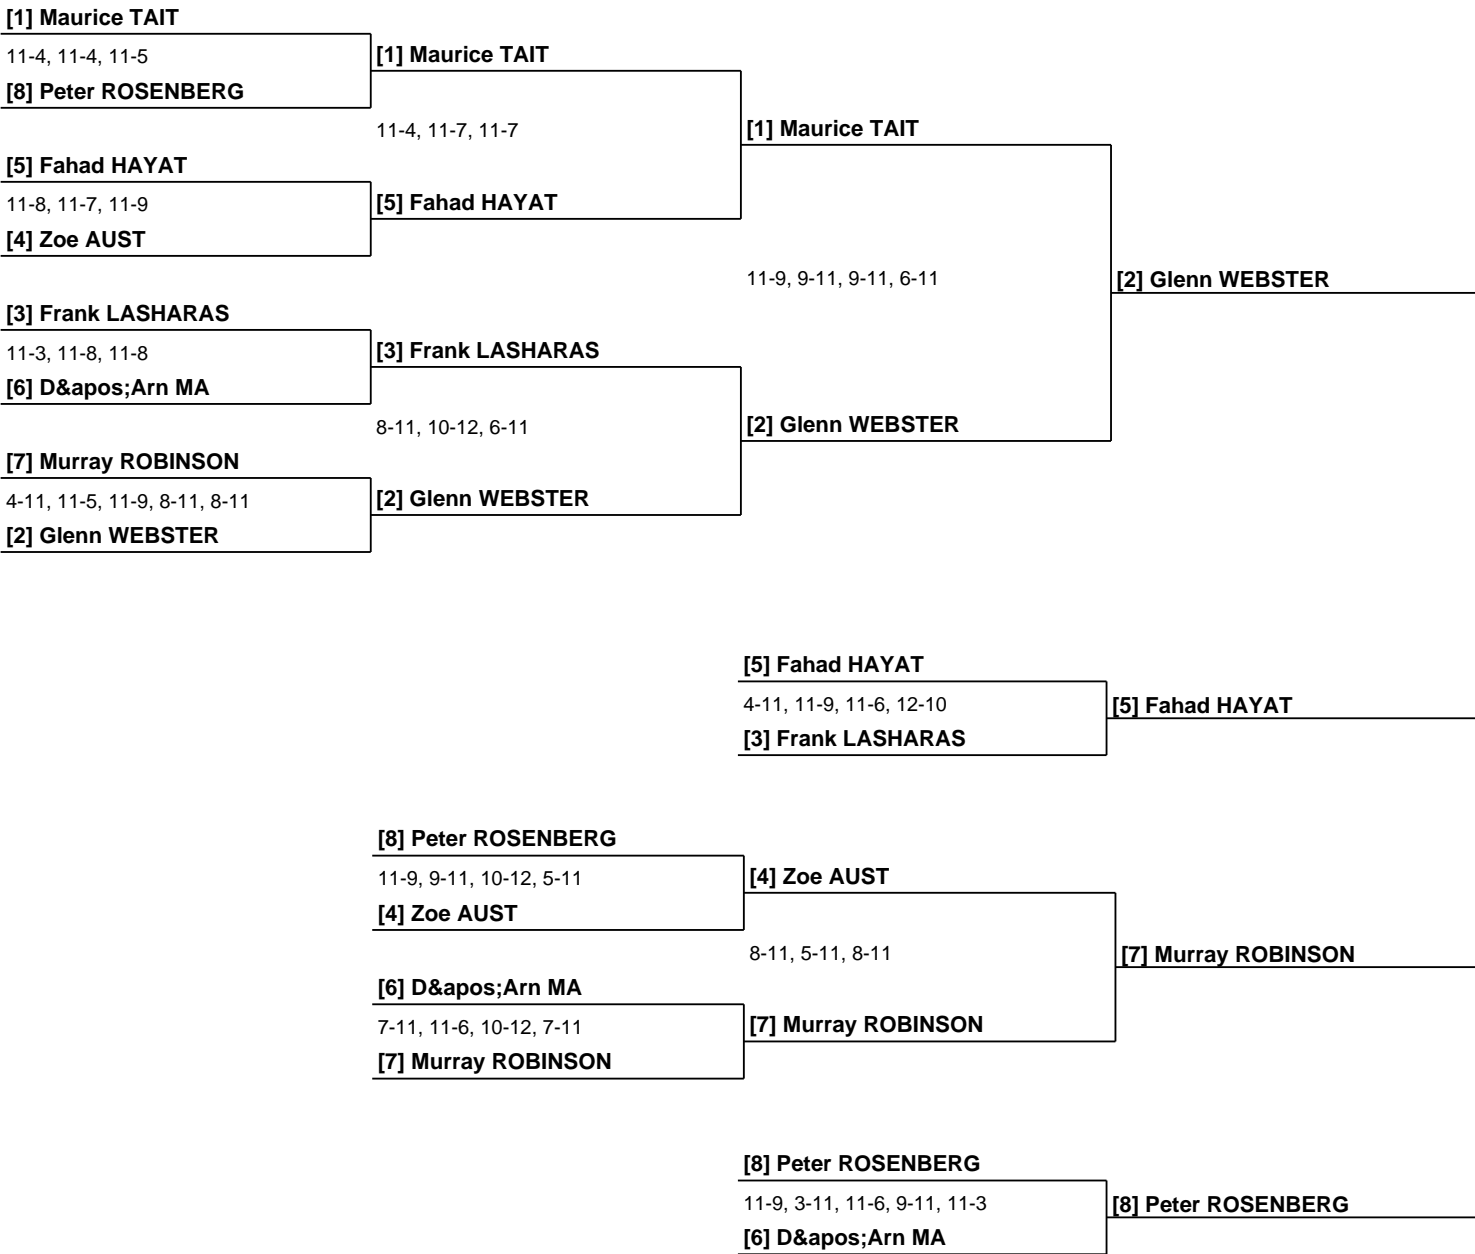 [1] Maurice TAIT
11-4, 11-4, 11-5
[8] Peter ROSENBERG
[1] Maurice TAIT
11-4, 11-7, 11-7
[5] Fahad HAYAT
11-8, 11-7, 11-9
[4] Zoe AUST
[5] Fahad HAYAT
[1] Maurice TAIT
11-9, 9-11, 9-11, 6-11
[2] Glenn WEBSTER
[3] Frank LASHARAS
11-3, 11-8, 11-8
[6] D&apos;Arn MA
[3] Frank LASHARAS
8-11, 10-12, 6-11
[2] Glenn WEBSTER
[7] Murray ROBINSON
4-11, 11-5, 11-9, 8-11, 8-11
[2] Glenn WEBSTER
[2] Glenn WEBSTER
[5] Fahad HAYAT
4-11, 11-9, 11-6, 12-10
[3] Frank LASHARAS
[5] Fahad HAYAT
[8] Peter ROSENBERG
11-9, 9-11, 10-12, 5-11
[4] Zoe AUST
[4] Zoe AUST
8-11, 5-11, 8-11
[7] Murray ROBINSON
[6] D&apos;Arn MA
7-11, 11-6, 10-12, 7-11
[7] Murray ROBINSON
[7] Murray ROBINSON
[8] Peter ROSENBERG
11-9, 3-11, 11-6, 9-11, 11-3
[6] D&apos;Arn MA
[8] Peter ROSENBERG